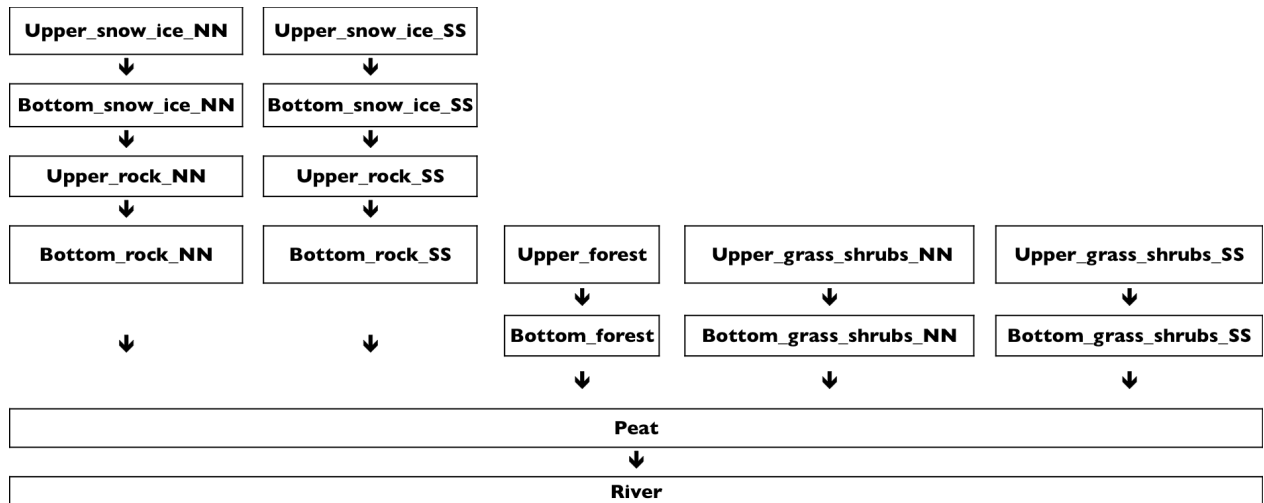 Upper_snow_ice_NN Upper_snow_ice_SS
Bottom_snow_ice_NN Bottom_snow_ice_SS
Upper_rock_NN Upper_rock_SS
Bottom_rock_NN Bottom_rock_SS Upper_forest Upper_grass_shrubs_NN Upper_grass_shrubs_SS
Bottom_forest Bottom_grass_shrubs_NN Bottom_grass_shrubs_SS
Peat
River